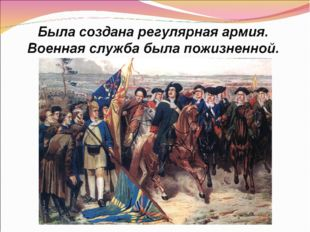 Была создана регулярная армия.
Военная служба была пожизненной.